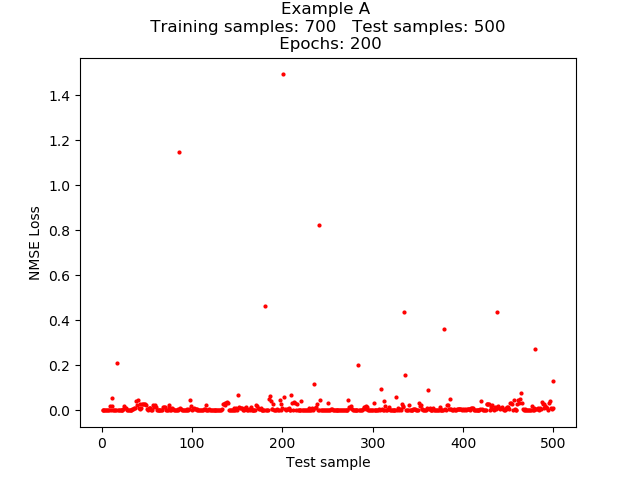 Example A
Training samples: 700   Test samples: 500
Epochs: 200
NMSE Loss
1.4
1.2
1.0
0.8
0.6
0.4
0.2
0.0
0 100 200 300 400 500
Test sample